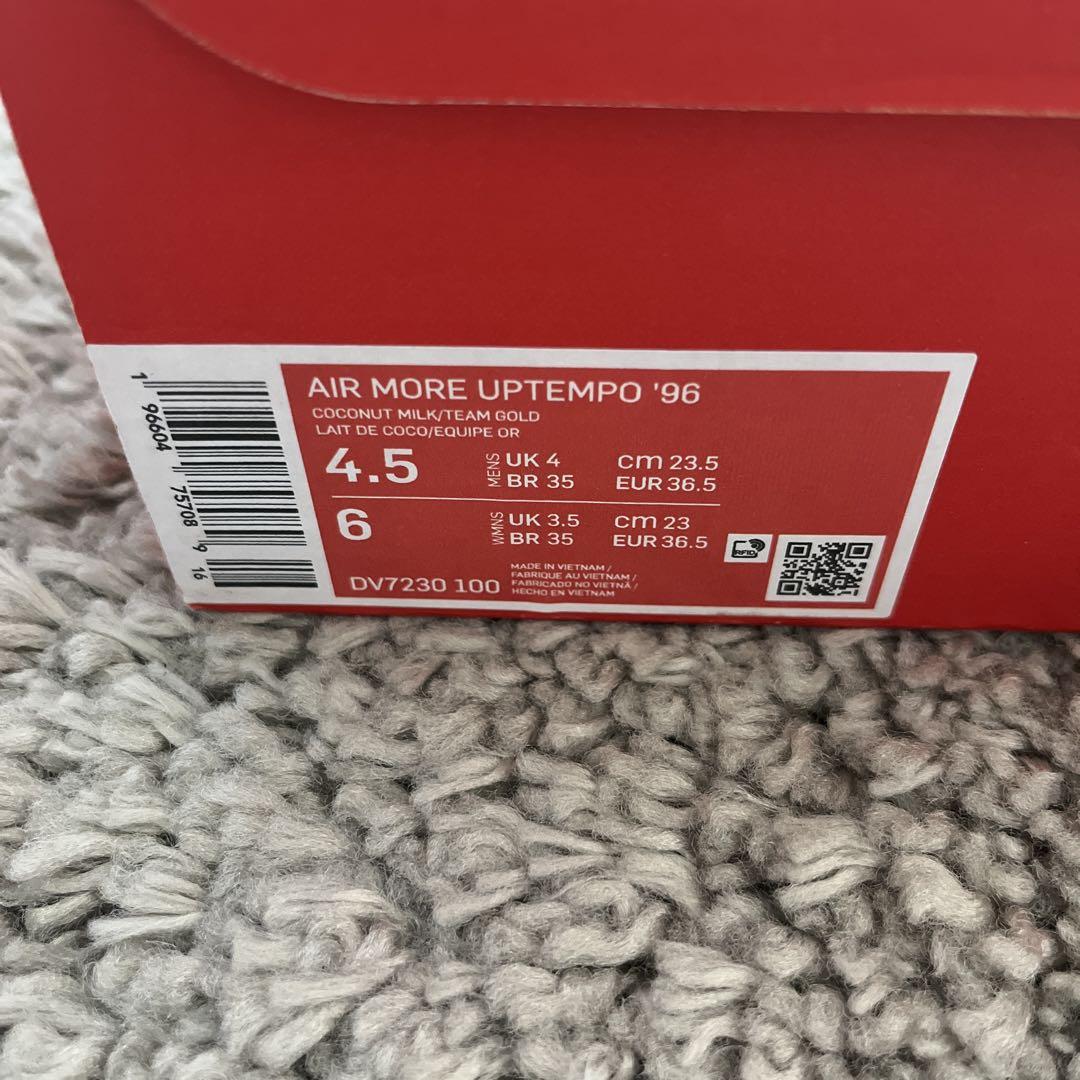 AIR MORE UPTEMPO '96
COCONUT MILK/TEAM GOLD
LAIT DE COCO/EQUIPE OR
4.5 MENS UK 4 cm 23.5
BR 35 EUR 36.5
6 WMNS UK 3.5 cm 23
BR 35 EUR 36.5
DV7230 100
MADE IN VIETNAM /
FABRIQUE AU VIETNAM /
FABRICADO NO VIETNÃ /
HECHO EN VIETNAM
RFID
1 96604 75708 9 16